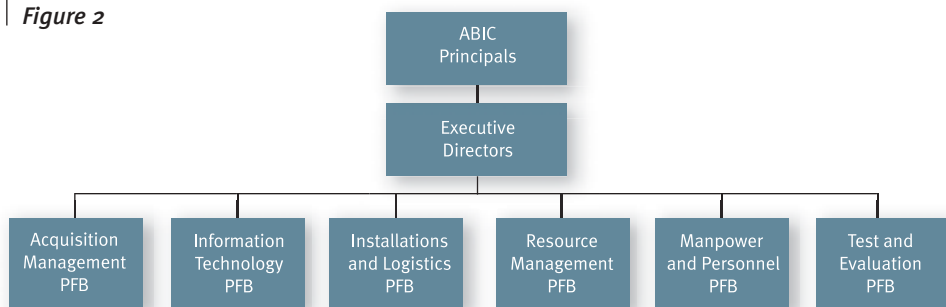 Figure 2
ABIC
Principals
Executive
Directors
Acquisition
Management
PFB
Information
Technology
PFB
Installations
and Logistics
PFB
Resource
Management
PFB
Manpower
and Personnel
PFB
Test and
Evaluation
PFB